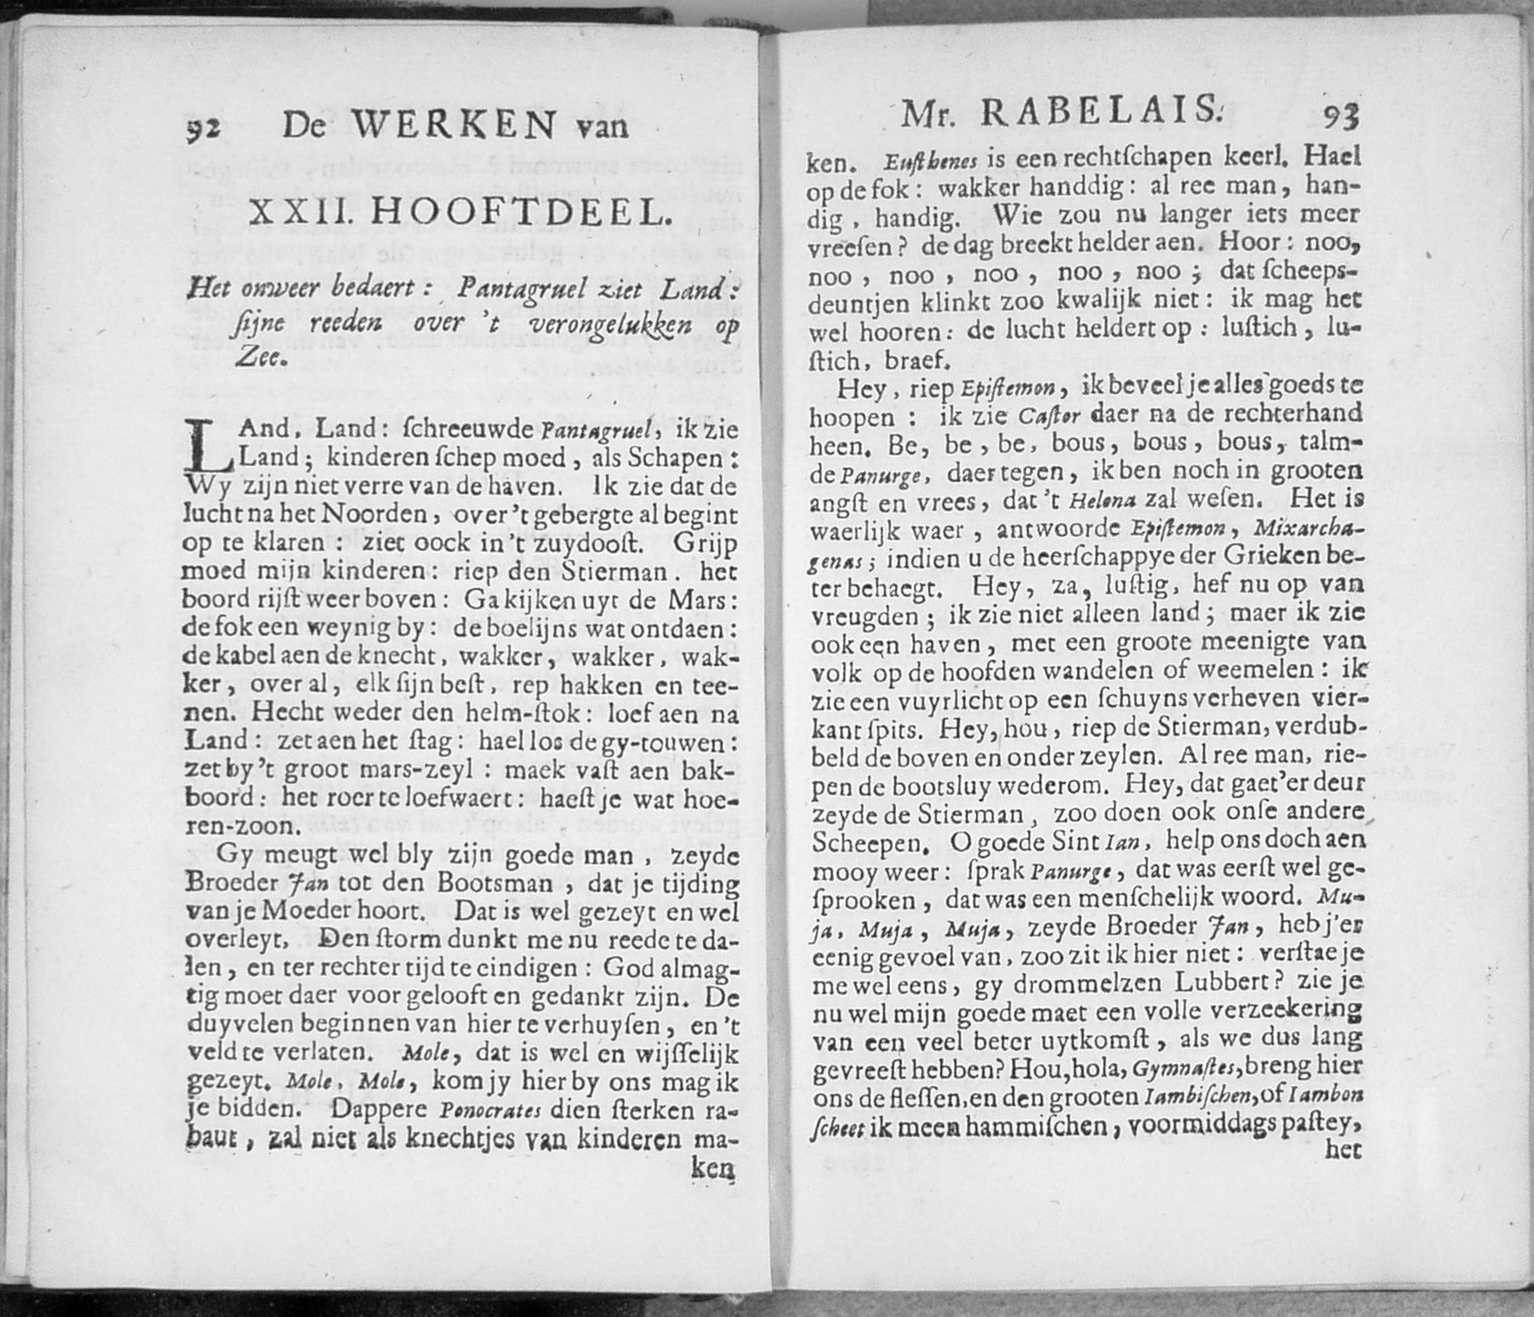 92 De WERKEN van
XXII. HOOFTDEEL.
Het onweer bedaert: Pantagruel ziet Land:
ſijne reeden over 't verongelukken op
Zee.
LAnd, Land: ſchreeuwde Pantagruel, ik zie
Land; kinderen ſchep moed, als Schapen:
Wy zijn niet verre van de haven. Ik zie dat de
lucht na het Noorden, over 't gebergte al begint
op te klaren: ziet oock in 't zuydooſt. Grijp
moed mijn kinderen: riep den Stierman. het
boord rijſt weer boven: Ga kijken uyt de Mars:
de fok een weynig by: de boelijns wat ontdaen:
de kabel aen de knecht, wakker, wakker, wak-
ker, over al, elk ſijn beſt, rep hakken en tee-
nen. Hecht weder den helm-ſtok: loef aen na
Land: zet aen het ſtag: hael los de gy-touwen:
zet by 't groot mars-zeyl: maek vaſt aen bak-
boord: het roer te loefwaert: haeſt je wat hoe-
ren-zoon.
Gy meugt wel bly zijn goede man, zeyde
Broeder Jan tot den Bootsman, dat je tijding
van je Moeder hoort. Dat is wel gezeyt en wel
overleyt, Den ſtorm dunkt me nu reede te da-
len, en ter rechter tijd te eindigen: God almag-
tig moet daer voor gelooft en gedankt zijn. De
duyvelen beginnen van hier te verhuyſen, en 't
veld te verlaten. Mole, dat is wel en wijſſelijk
gezeyt. Mole, Mole, kom jy hier by ons mag ik
je bidden. Dappere Ponocrates dien ſterken ra-
baut, zal niet als knechtjes van kinderen ma-
ken
Mr. RABELAIS. 93
ken. Euſthenes is een rechtſchapen keerl. Hael
op de fok: wakker handdig: al ree man, han-
dig, handig. Wie zou nu langer iets meer
vreeſen? de dag breekt helder aen. Hoor: noo,
noo, noo, noo, noo, noo; dat ſcheeps-
deuntjen klinkt zoo kwalijk niet: ik mag het
wel hooren: de lucht heldert op: luſtich, lu-
ſtich, braef.
Hey, riep Epiſtemon, ik beveel je alles goeds te
hoopen: ik zie Caſtor daer na de rechterhand
heen. Be, be, be, bous, bous, bous, talm-
de Panurge, daer tegen, ik ben noch in grooten
angſt en vrees, dat 't Helena zal weſen. Het is
waerlijk waer, antwoorde Epiſtemon, Mixarcha-
genas; indien u de heerſchappye der Grieken be-
ter behaegt. Hey, za, luſtig, hef nu op van
vreugden; ik zie niet alleen land; maer ik zie
ook een haven, met een groote meenigte van
volk op de hoofden wandelen of weemelen: ik
zie een vuyrlicht op een ſchuyns verheven vier-
kant ſpits. Hey, hou, riep de Stierman, verdub-
beld de boven en onder zeylen. Al ree man, rie-
pen de bootsluy wederom. Hey, dat gaet'er deur
zeyde de Stierman, zoo doen ook onſe andere
Scheepen. O goede Sint Ian, help ons doch aen
mooy weer: ſprak Panurge, dat was eerſt wel ge-
ſprooken, dat was een menſchelijk woord. Mu-
ja, Muja, Muja, zeyde Broeder Jan, heb j'er
eenig gevoel van, zoo zit ik hier niet: verſtae je
me wel eens, gy drommelzen Lubbert? zie je
nu wel mijn goede maet een volle verzeekering
van een veel beter uytkomſt, als we dus lang
gevreeſt hebben? Hou, hola, Gymnaſtes, breng hier
ons de fleſſen, en den grooten Iambiſchen, of Iambon
ſcheet ik meen hammiſchen, voormiddags paſtey,
het